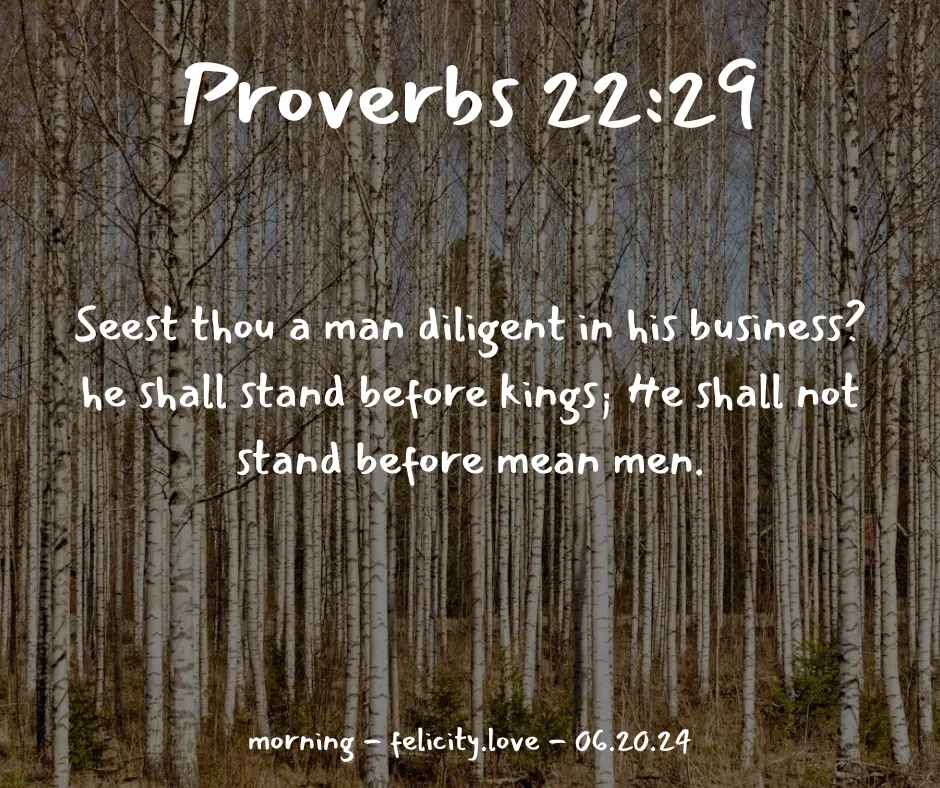 Proverbs 22:29
Seest thou a man diligent in his business?
he shall stand before kings; He shall not
stand before mean men.
morning – felicity.love – 06.20.24